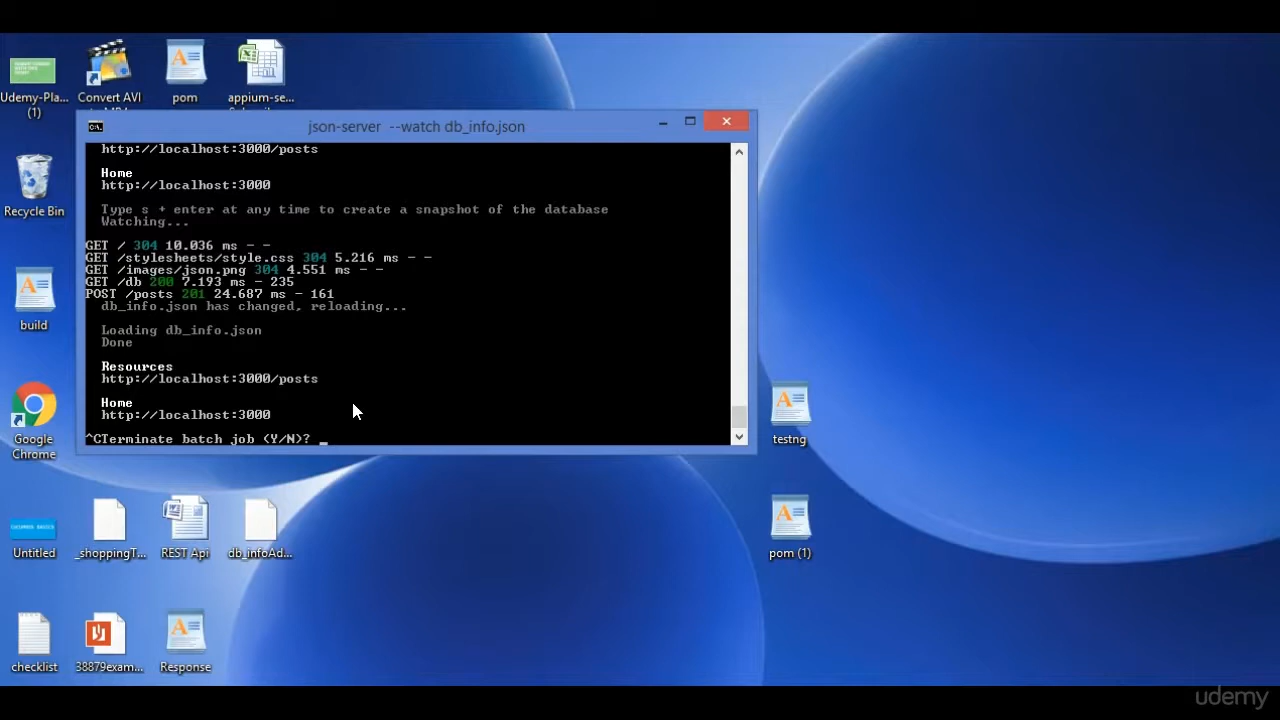 Udemy-Pla...
(1)
Convert AVI
pom
appium-se...
json-server --watch db_info.json
C:\.
http://localhost:3000/posts
Home
http://localhost:3000
Type s + enter at any time to create a snapshot of the database
Watching...
GET / 304 10.036 ms - -
GET /stylesheets/style.css 304 5.216 ms - -
GET /images/json.png 304 4.551 ms - -
GET /db 200 7.193 ms - 235
POST /posts 201 24.687 ms - 161
db_info.json has changed, reloading...
Loading db_info.json
Done
Resources
http://localhost:3000/posts
Home
http://localhost:3000
^CTerminate batch job (Y/N)? _
Recycle Bin
build
Google
Chrome
testng
Untitled
_shoppingT...
REST Api
db_infoAd...
pom (1)
checklist
38879exam...
Response
udemy